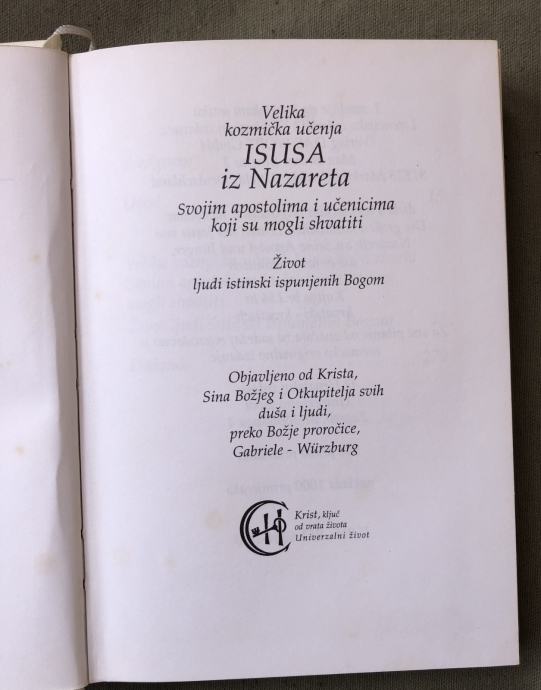 Velika
kozmička učenja
ISUSA
iz Nazareta
Svojim apostolima i učenicima
koji su mogli shvatiti
Život
ljudi istinski ispunjenih Bogom
Objavljeno od Krista,
Sina Božjeg i Otkupitelja svih
duša i ljudi,
preko Božje proročice,
Gabriele - Würzburg
Krist, ključ
od vrata života
Univerzalni život